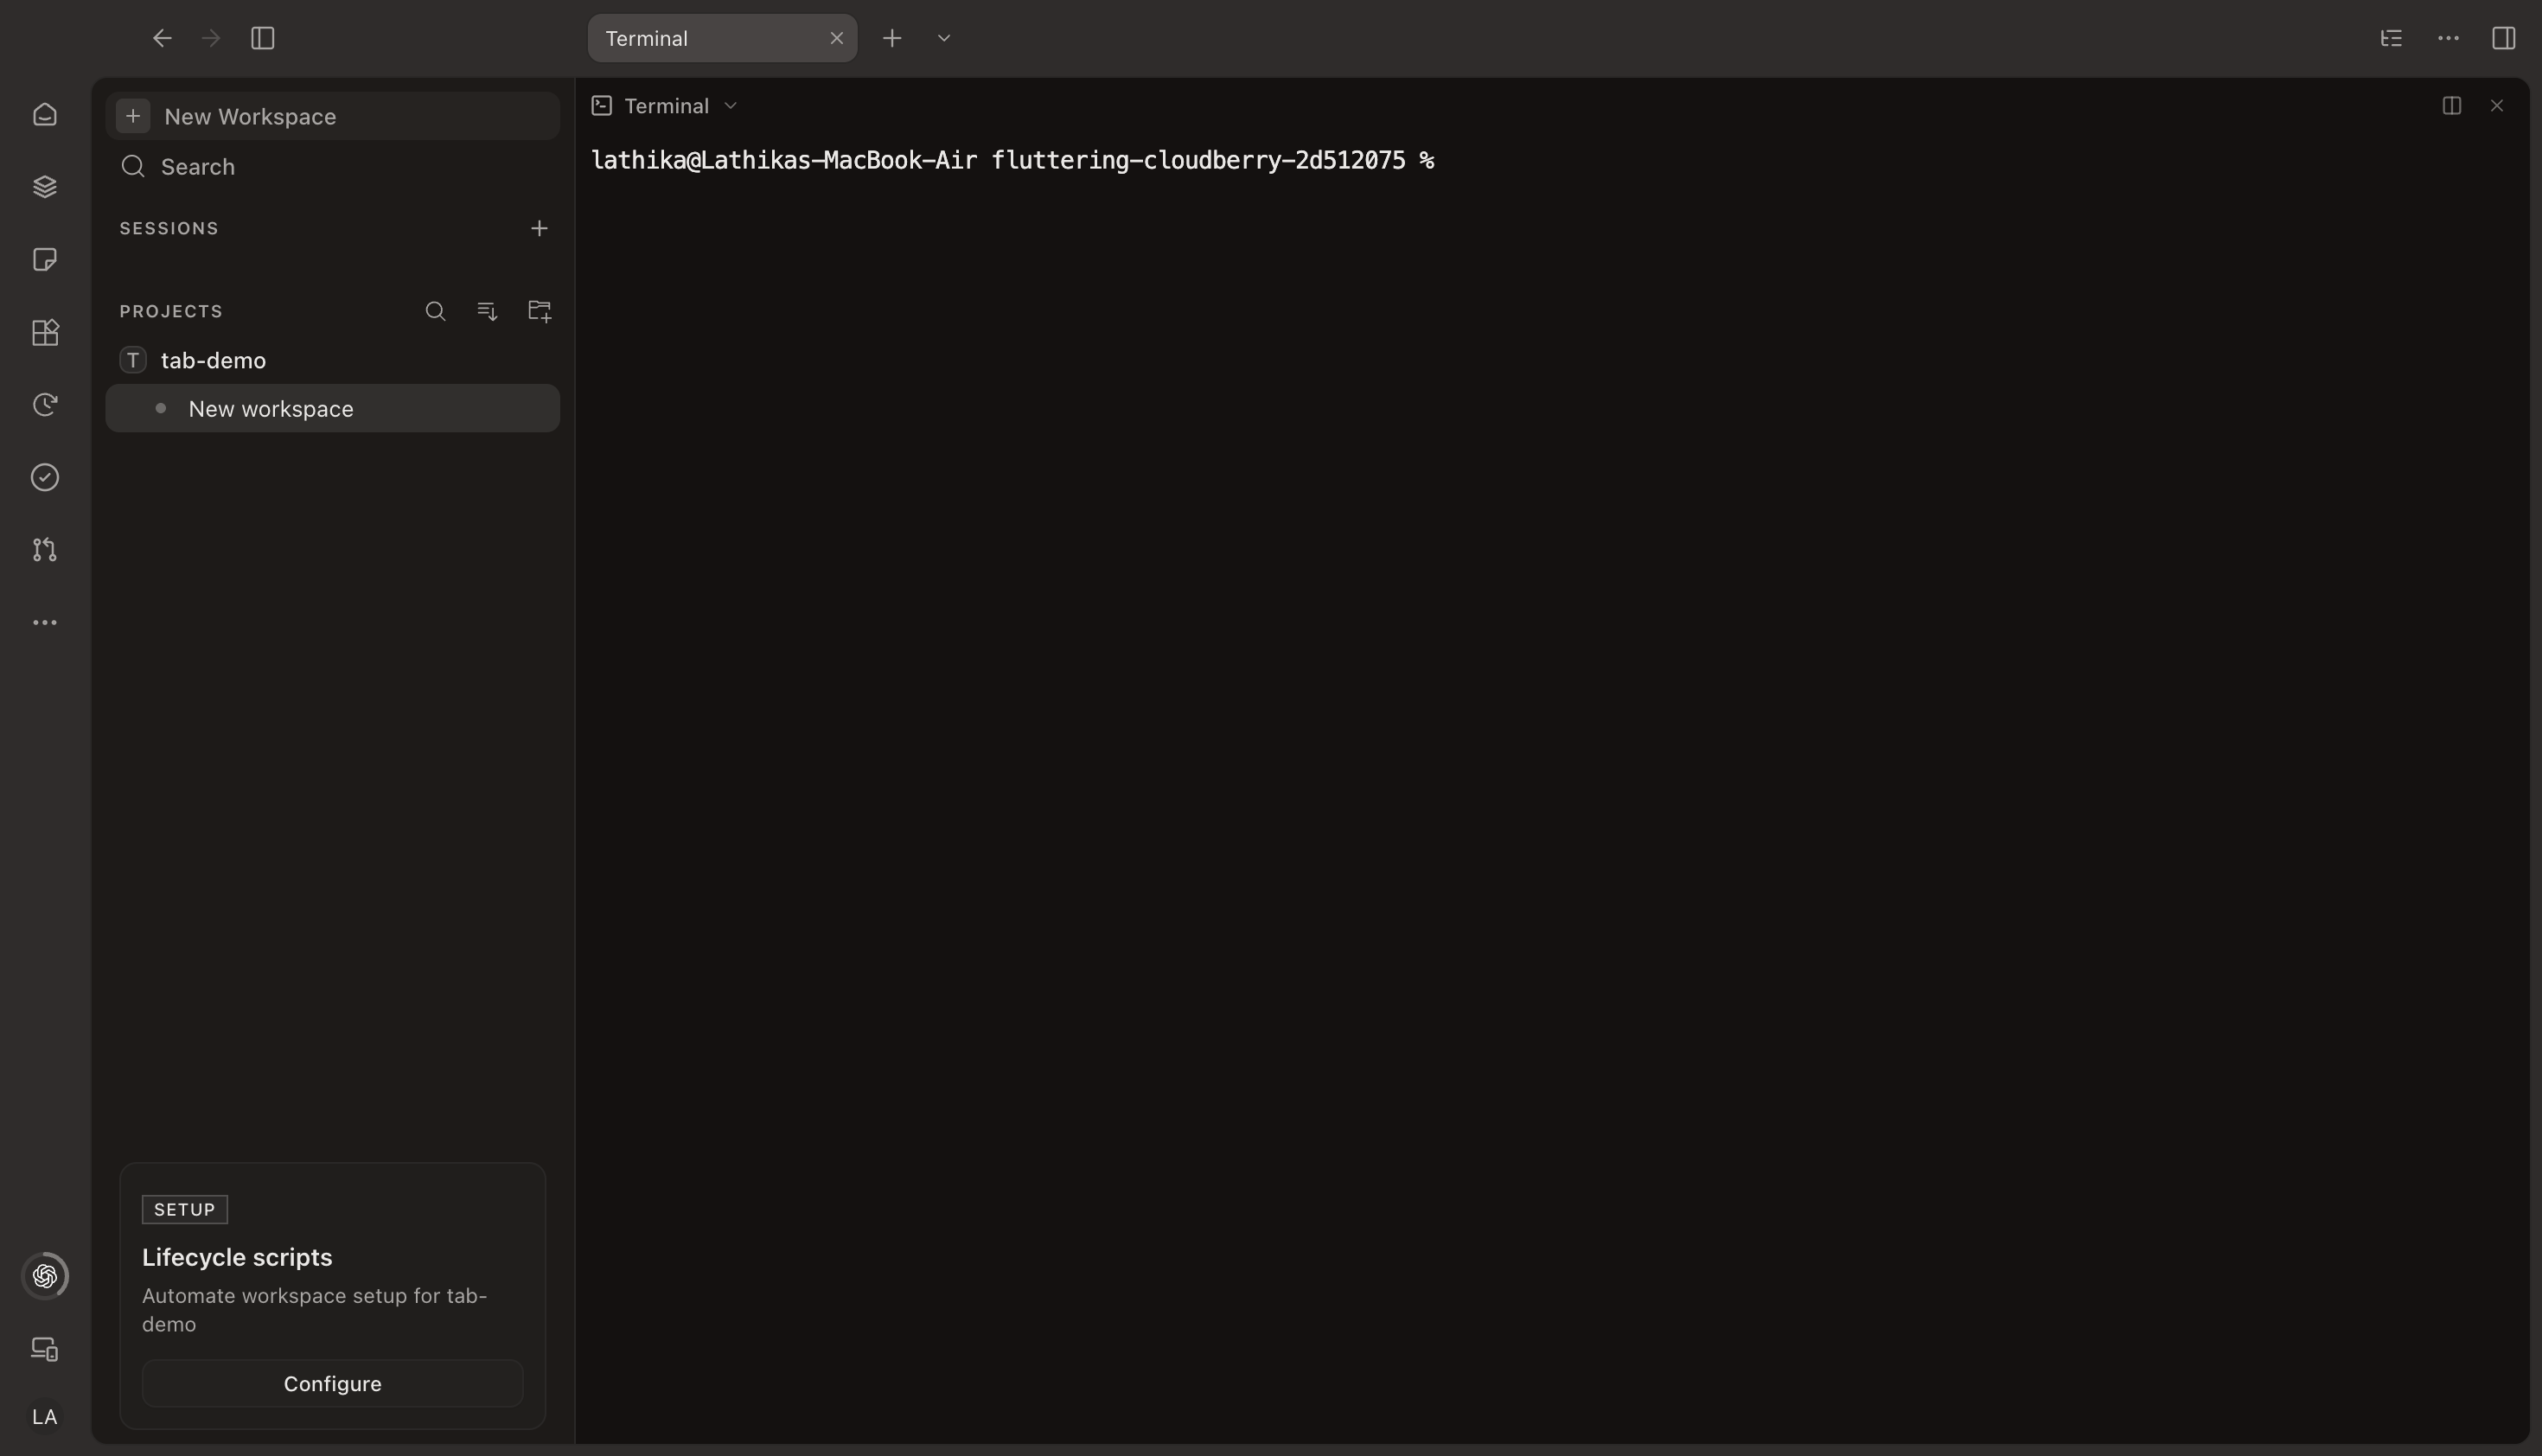 Terminal
New Workspace
Search
SESSIONS
PROJECTS
T tab-demo
New workspace
SETUP
Lifecycle scripts
Automate workspace setup for tab-
demo
Configure
LA
Terminal
lathika@Lathikas-MacBook-Air fluttering-cloudberry-2d512075 %